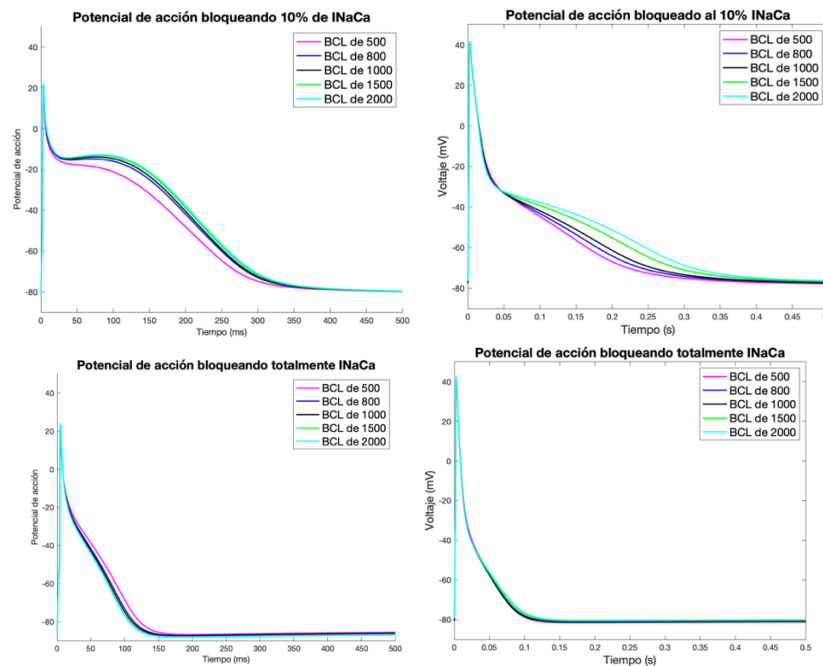 Potencial de acción bloqueando 10% de INaCa
Potencial de acción
40
20
0
-20
-40
-60
-80
BCL de 500
BCL de 800
BCL de 1000
BCL de 1500
BCL de 2000
0 50 100 150 200 250 300 350 400 450 500
Tiempo (ms)
Potencial de acción bloqueado al 10% INaCa
Voltaje (mV)
40
20
0
-20
-40
-60
-80
BCL de 500
BCL de 800
BCL de 1000
BCL de 1500
BCL de 2000
0 0.05 0.1 0.15 0.2 0.25 0.3 0.35 0.4 0.45 0.5
Tiempo (s)
Potencial de acción bloqueando totalmente INaCa
Potencial de acción
40
20
0
-20
-40
-60
-80
BCL de 500
BCL de 800
BCL de 1000
BCL de 1500
BCL de 2000
0 50 100 150 200 250 300 350 400 450 500
Tiempo (ms)
Potencial de acción bloqueando totalmente INaCa
Voltaje (mV)
40
20
0
-20
-40
-60
-80
BCL de 500
BCL de 800
BCL de 1000
BCL de 1500
BCL de 2000
0 0.05 0.1 0.15 0.2 0.25 0.3 0.35 0.4 0.45 0.5
Tiempo (s)